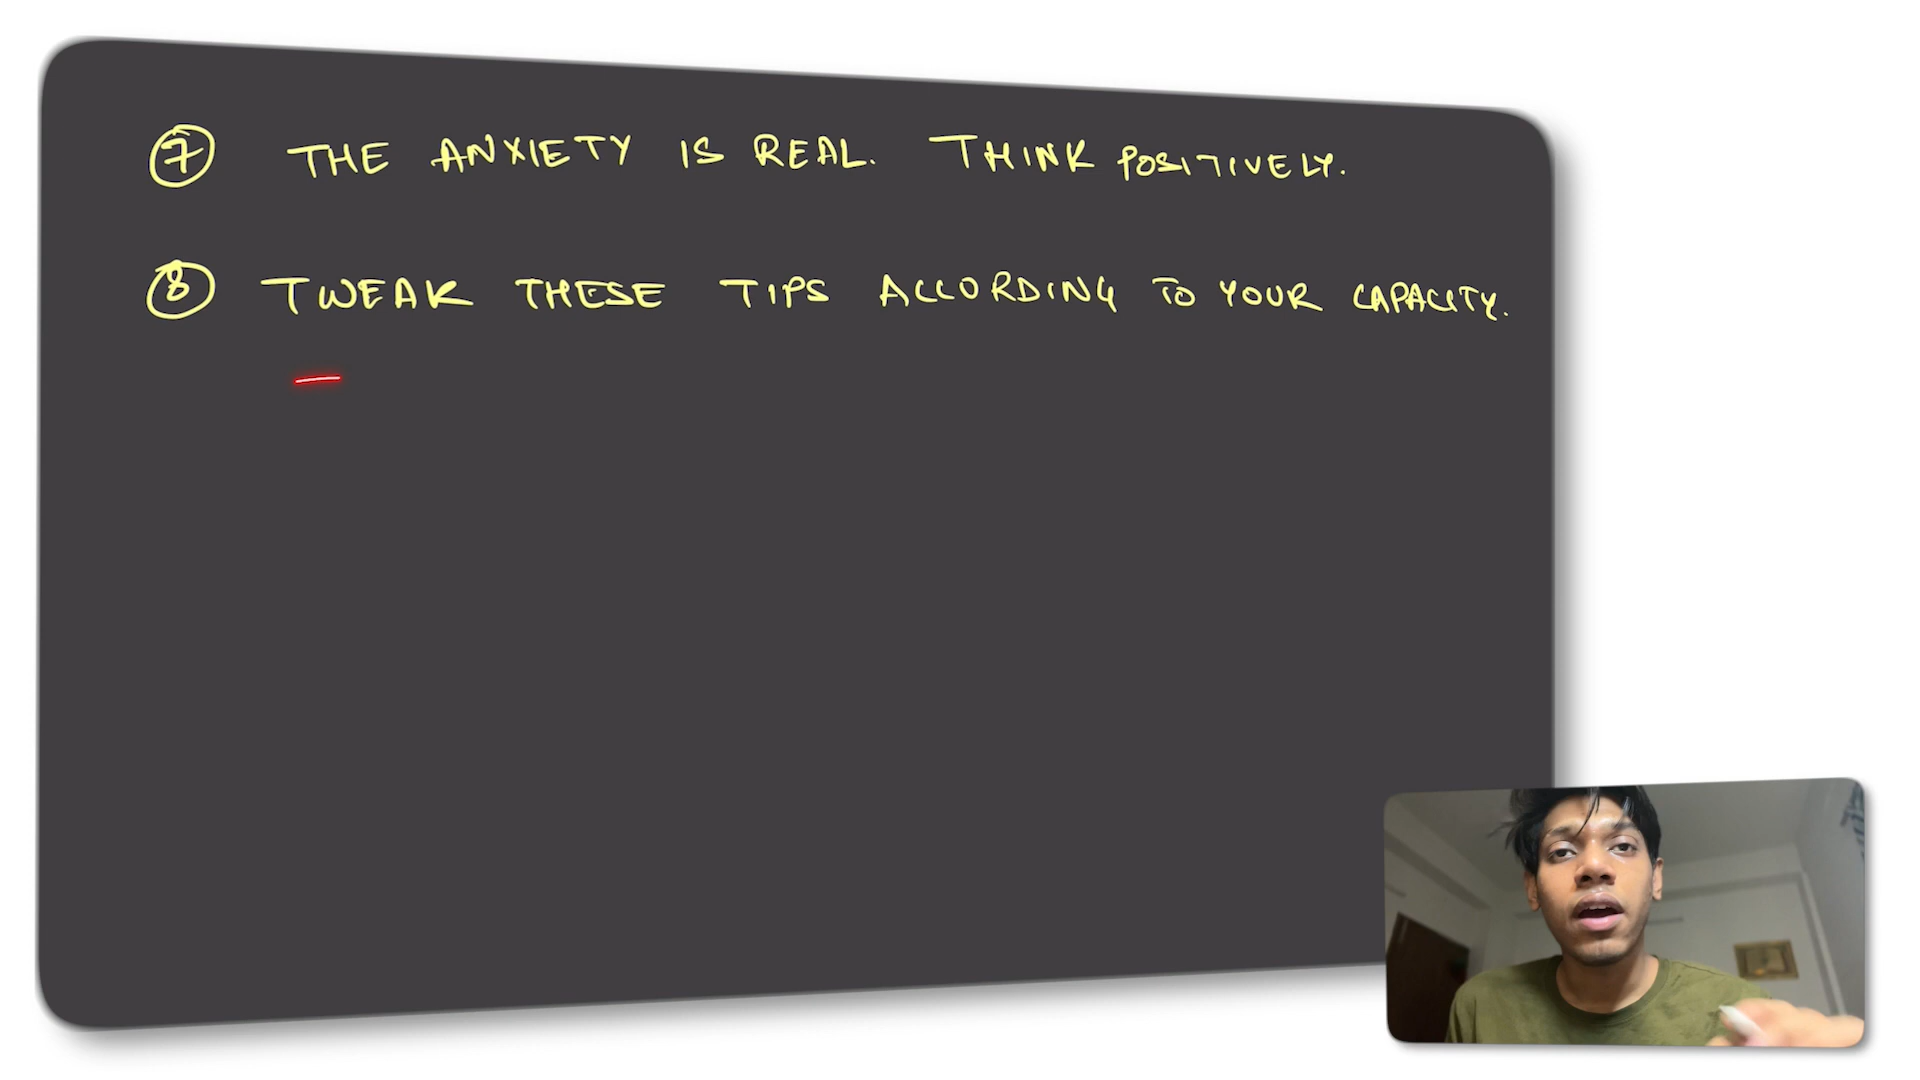 7 THE ANXIETY IS REAL. THINK POSITIVELY.
8 TWEAK THESE TIPS ACCORDING TO YOUR CAPACITY.